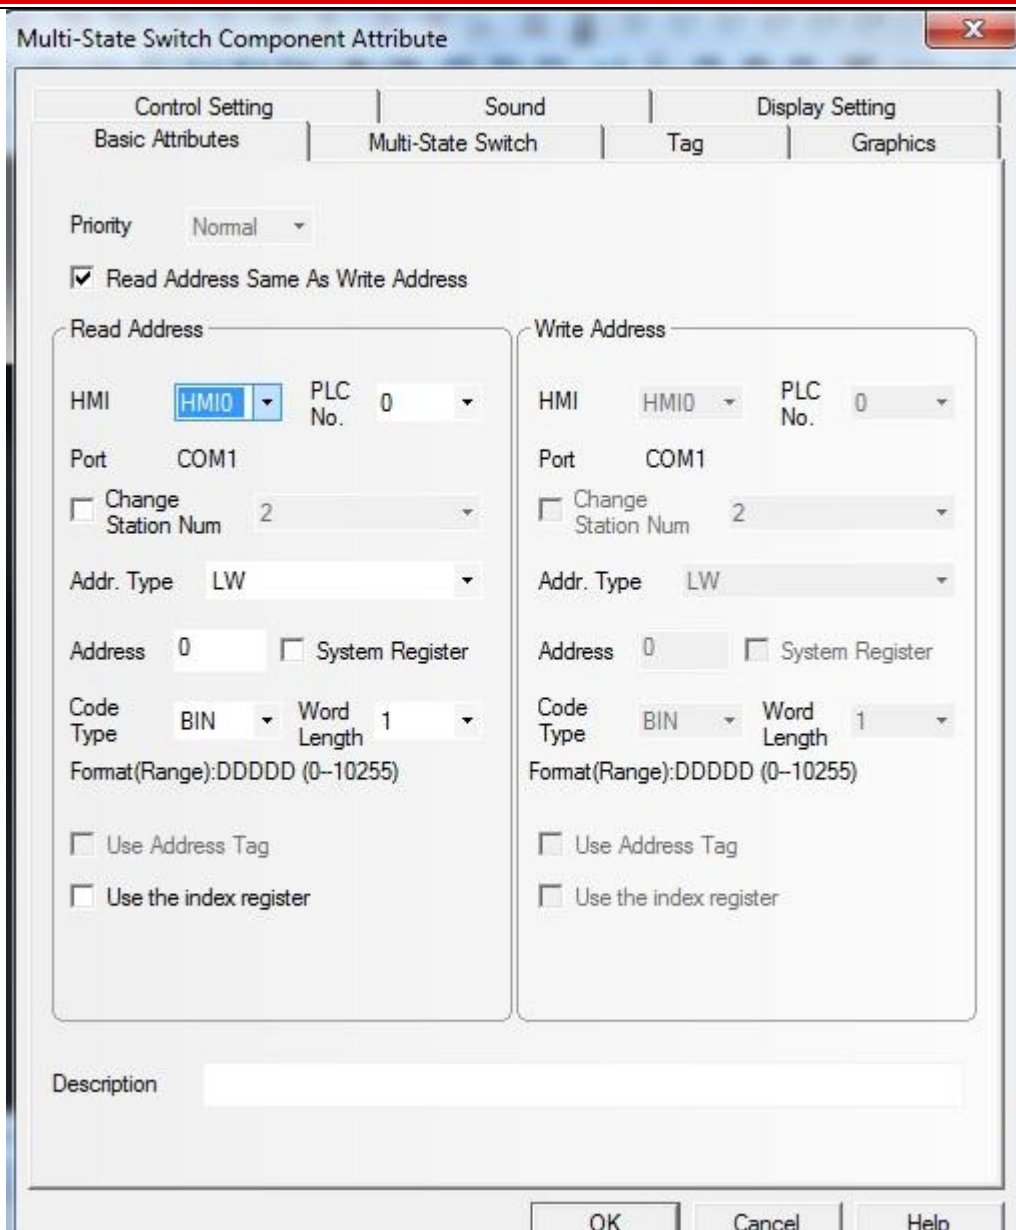 Multi-State Switch Component Attribute
Control Setting Sound Display Setting
Basic Attributes Multi-State Switch Tag Graphics
Priority Normal
Read Address Same As Write Address
Read Address Write Address
HMI HMI0 PLC No. 0 HMI HMI0 PLC No. 0
Port COM1 Port COM1
Change Station Num 2 Change Station Num 2
Addr. Type LW Addr. Type LW
Address 0 System Register Address 0 System Register
Code Type BIN Word Length 1 Code Type BIN Word Length 1
Format(Range):DDDDD (0--10255) Format(Range):DDDDD (0--10255)
Use Address Tag Use Address Tag
Use the index register Use the index register
Description
OK Cancel Help